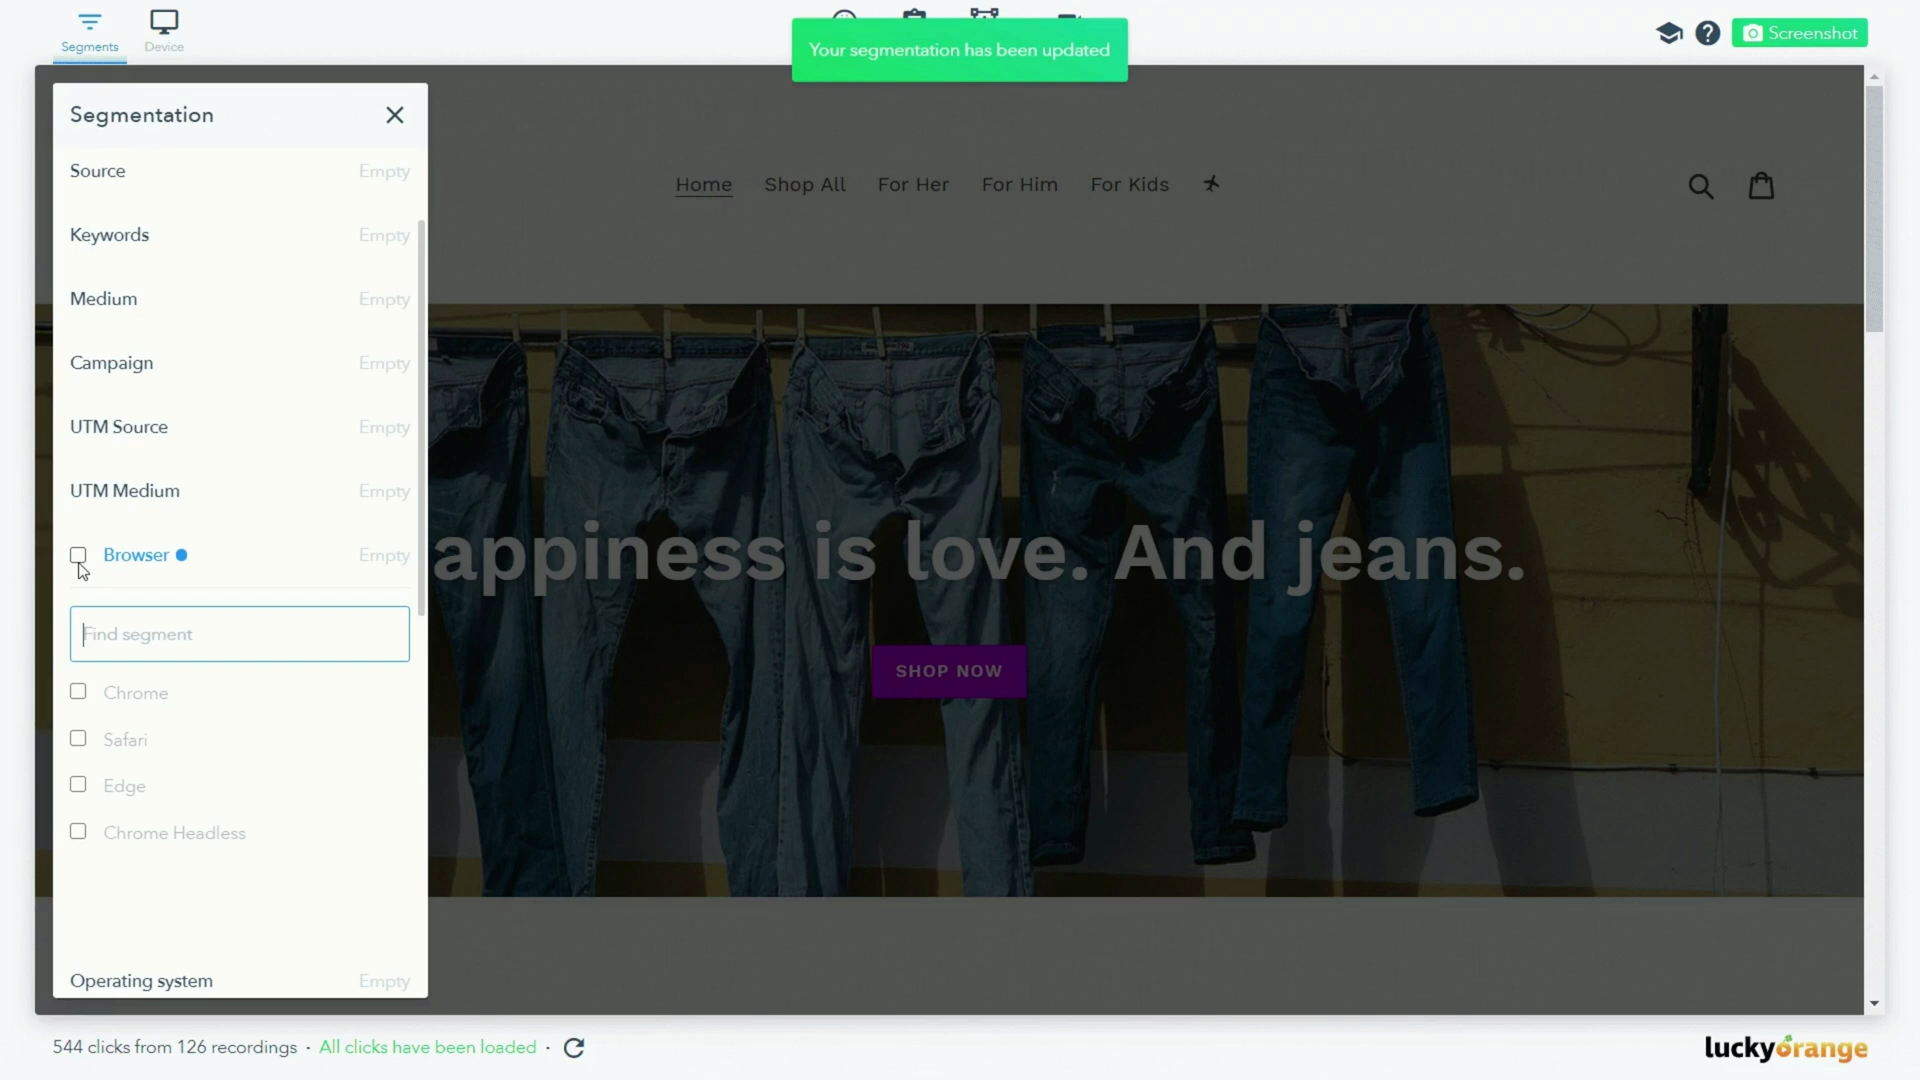 Segments
Device
Your segmentation has been updated
Screenshot
Segmentation
Source Empty
Keywords Empty
Medium Empty
Campaign Empty
UTM Source Empty
UTM Medium Empty
Browser Empty
Find segment
Chrome
Safari
Edge
Chrome Headless
Operating system Empty
Home Shop All For Her For Him For Kids
appiness is love. And jeans.
SHOP NOW
544 clicks from 126 recordings · All clicks have been loaded ·
luckyorange